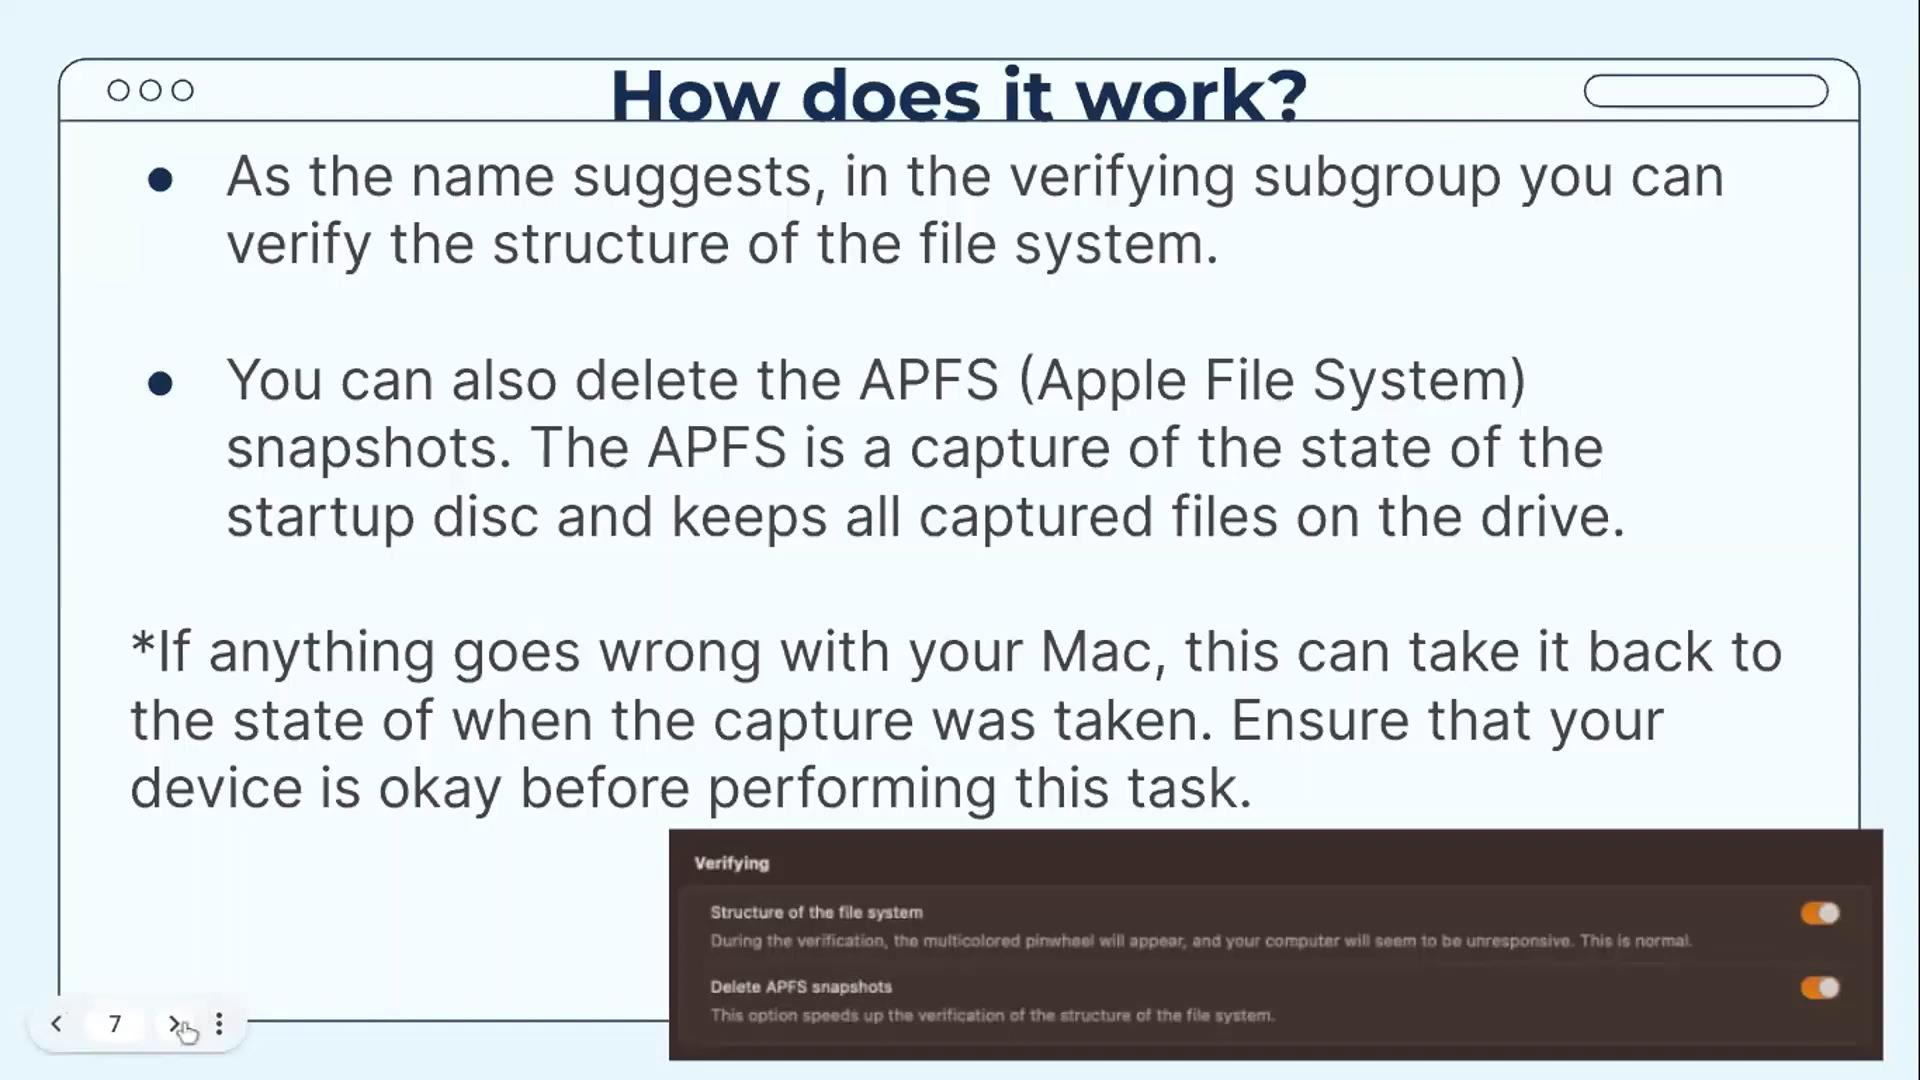 How does it work?
● As the name suggests, in the verifying subgroup you can
verify the structure of the file system.
● You can also delete the APFS (Apple File System)
snapshots. The APFS is a capture of the state of the
startup disc and keeps all captured files on the drive.
*If anything goes wrong with your Mac, this can take it back to
the state of when the capture was taken. Ensure that your
device is okay before performing this task.
Verifying
Structure of the file system
During the verification, the multicolored pinwheel will appear, and your computer will seem to be unresponsive. This is normal.
Delete APFS snapshots
This option speeds up the verification of the structure of the file system.
7